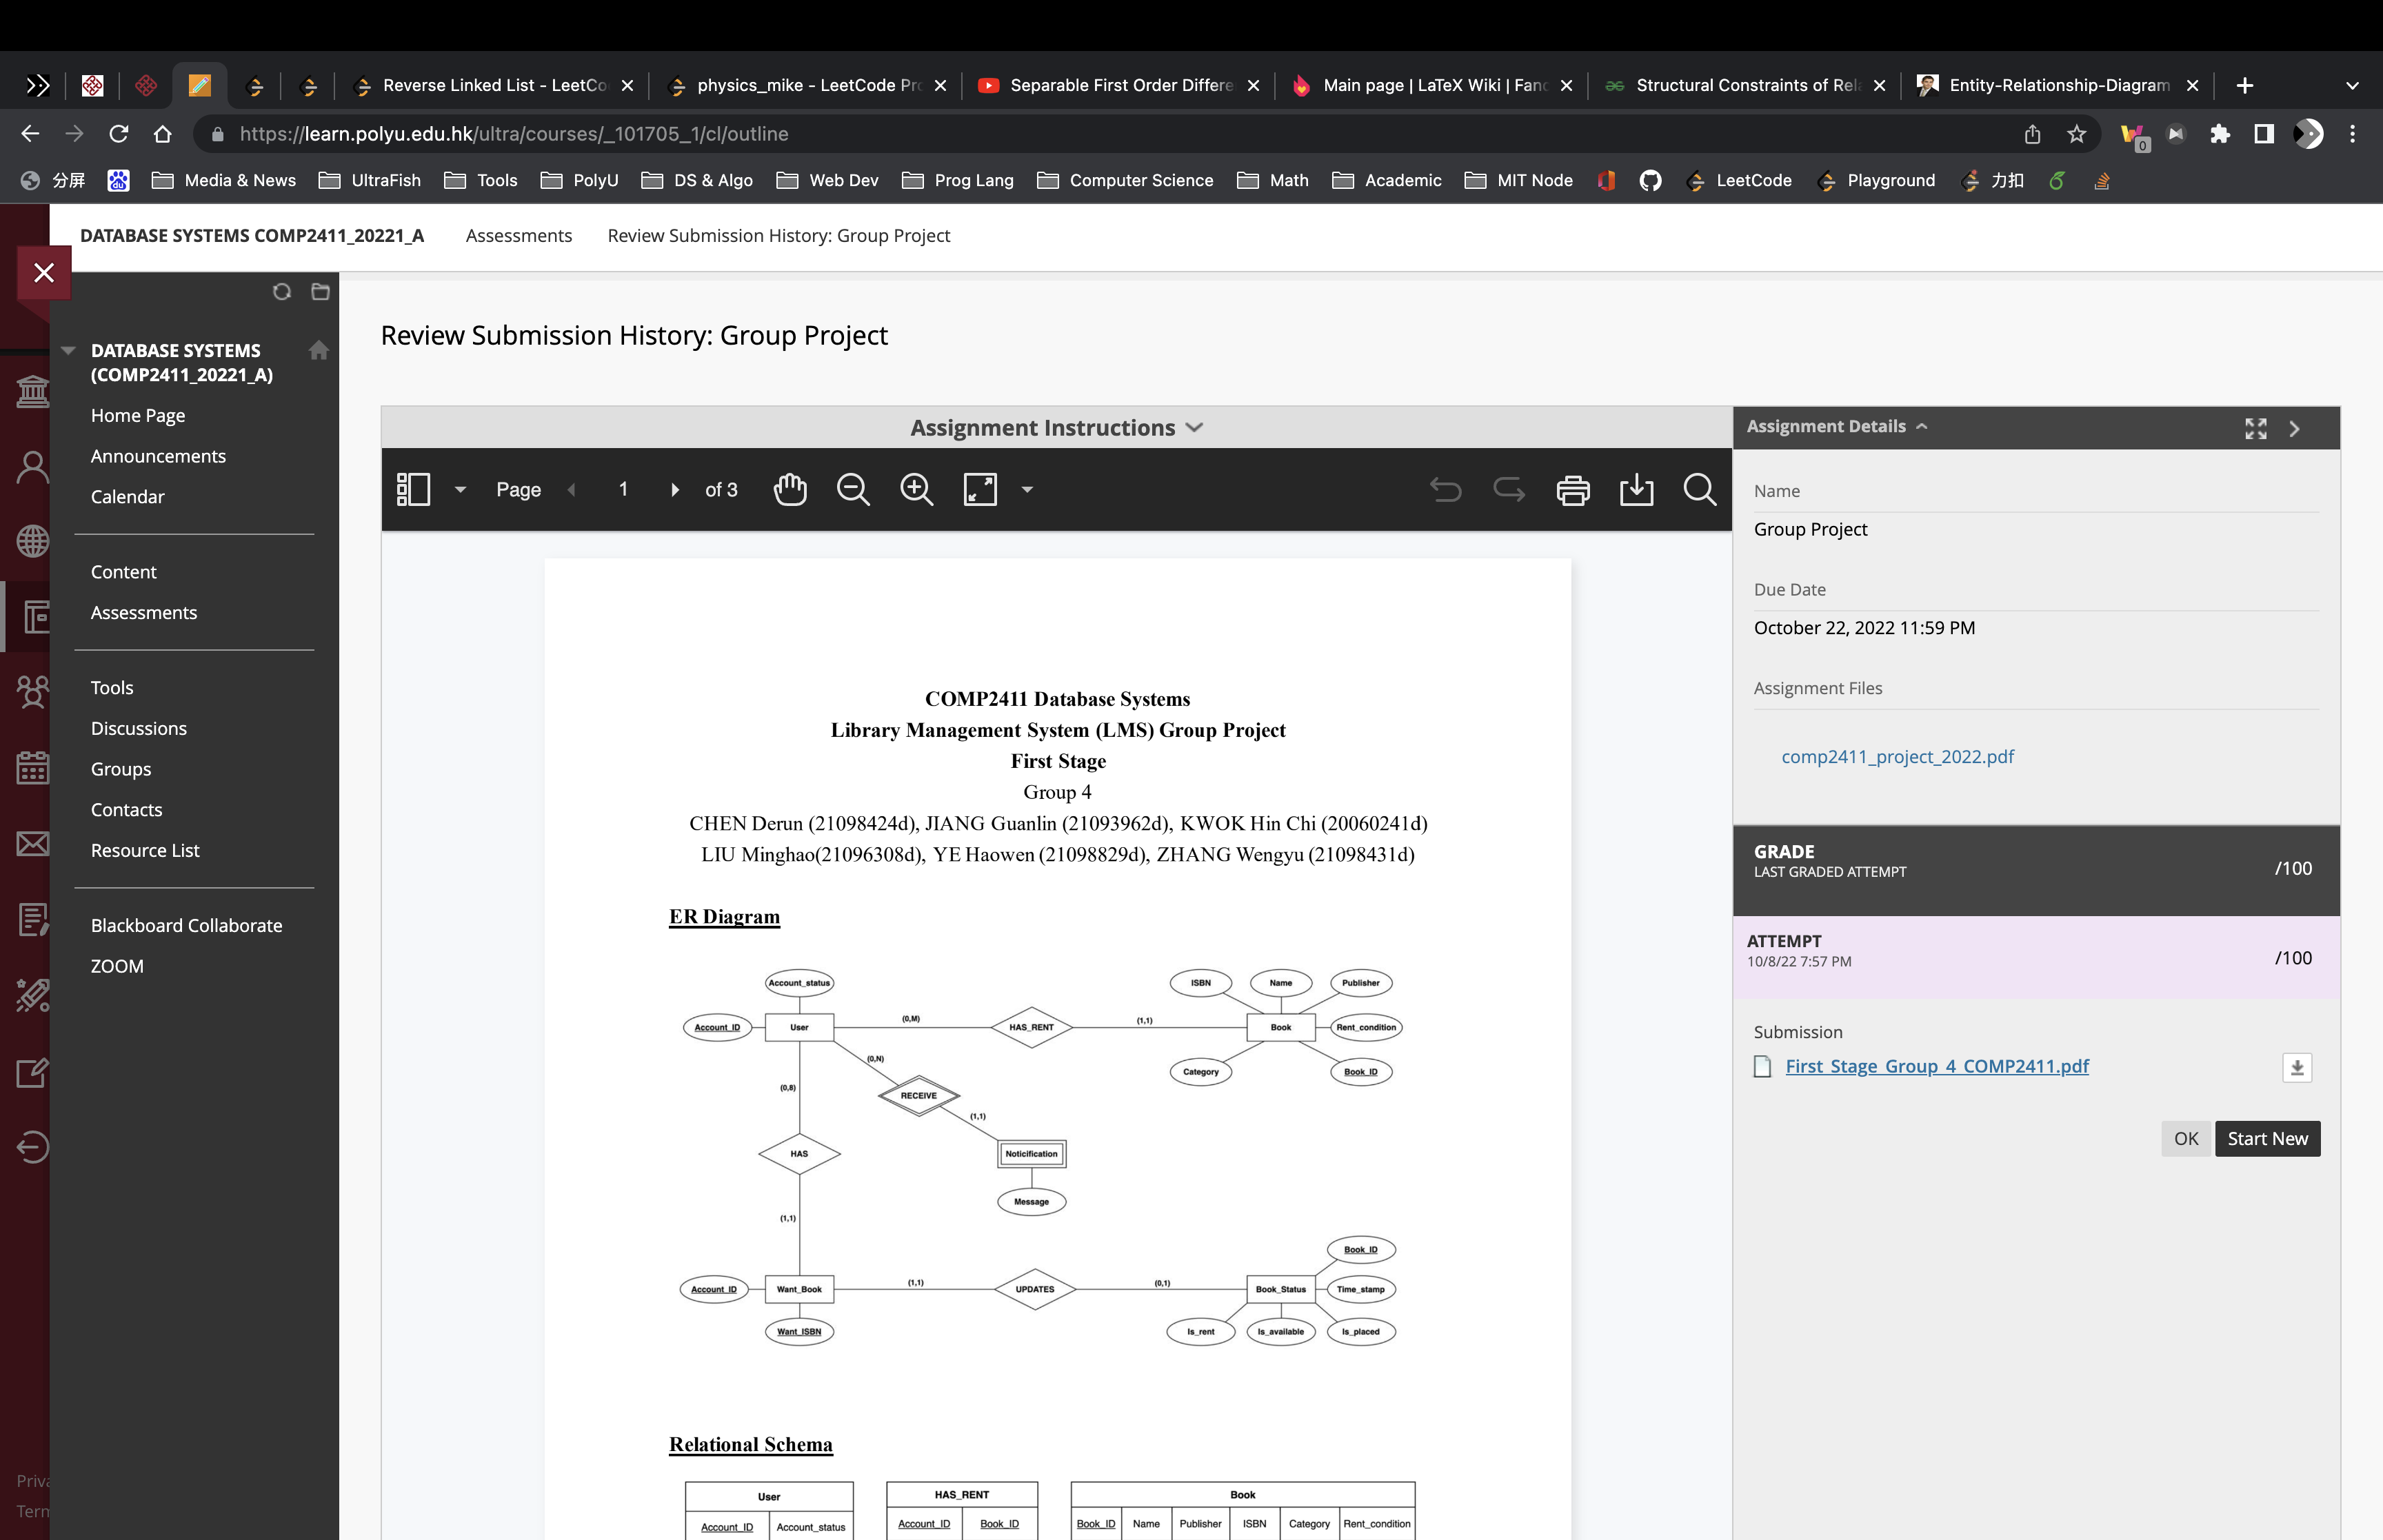 Reverse Linked List - LeetCo
physics_mike - LeetCode Pro
Separable First Order Differe
Main page | LaTeX Wiki | Fand
Structural Constraints of Rela
Entity-Relationship-Diagram
https://learn.polyu.edu.hk/ultra/courses/_101705_1/cl/outline
0
分屏
du
Media & News
UltraFish
Tools
PolyU
DS & Algo
Web Dev
Prog Lang
Computer Science
Math
Academic
MIT Node
LeetCode
Playground
力扣
DATABASE SYSTEMS COMP2411_20221_A
Assessments
Review Submission History: Group Project
DATABASE SYSTEMS
(COMP2411_20221_A)
Home Page
Announcements
Calendar
Content
Assessments
Tools
Discussions
Groups
Contacts
Resource List
Blackboard Collaborate
ZOOM
Priva
Term
Review Submission History: Group Project
Assignment Instructions
Page 1 of 3
COMP2411 Database Systems
Library Management System (LMS) Group Project
First Stage
Group 4
CHEN Derun (21098424d), JIANG Guanlin (21093962d), KWOK Hin Chi (20060241d)
LIU Minghao(21096308d), YE Haowen (21098829d), ZHANG Wengyu (21098431d)
ER Diagram
Account_status
ISBN Name Publisher
Account_ID User (0,M) HAS_RENT (1,1) Book Rent_condition
(0,N)
Category Book_ID
(0,8) RECEIVE
(1,1)
HAS Noticification
Message
(1,1)
Book_ID
Account_ID Want_Book (1,1) UPDATES (0,1) Book_Status Time_stamp
Want_ISBN Is_rent Is_available Is_placed
Relational Schema
User HAS_RENT Book
Account_ID Account_status Account_ID Book_ID Book_ID Name Publisher ISBN Category Rent_condition
Assignment Details
Name
Group Project
Due Date
October 22, 2022 11:59 PM
Assignment Files
comp2411_project_2022.pdf
GRADE
LAST GRADED ATTEMPT
/100
ATTEMPT
10/8/22 7:57 PM
/100
Submission
First_Stage_Group_4_COMP2411.pdf
OK
Start New